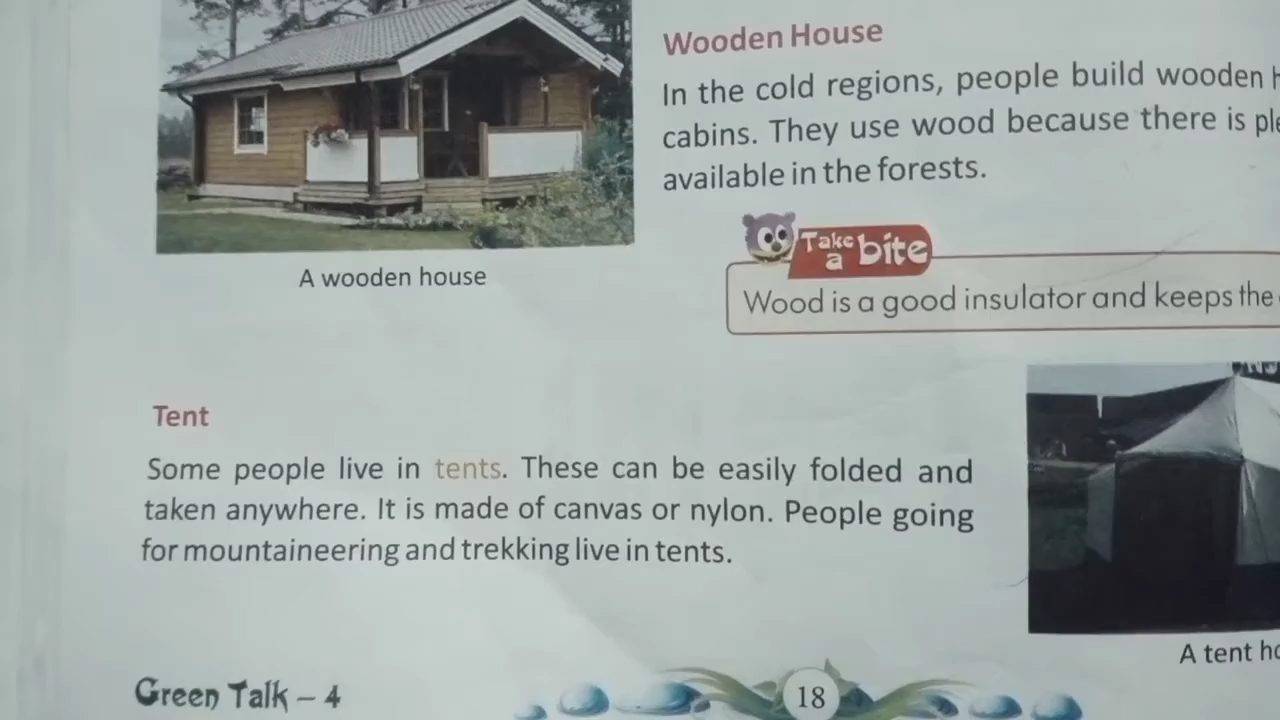 Wooden House
In the cold regions, people build wooden
cabins. They use wood because there is
available in the forests.
A wooden house
Take a bite
Wood is a good insulator and keeps the
Tent
Some people live in tents. These can be easily folded and
taken anywhere. It is made of canvas or nylon. People going
for mountaineering and trekking live in tents.
A tent
Green Talk – 4
18